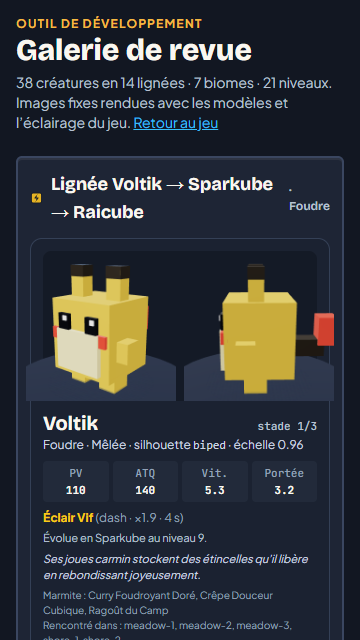 OUTIL DE DÉVELOPPEMENT
Galerie de revue
38 créatures en 14 lignées · 7 biomes · 21 niveaux.
Images fixes rendues avec les modèles et
l'éclairage du jeu. Retour au jeu
Lignée Voltik → Sparkube
→ Raicube
· Foudre
Voltik
stade 1/3
Foudre · Mêlée · silhouette biped · échelle 0.96
PV ATQ Vit. Portée
110 140 5.3 3.2
Éclair Vif (dash · ×1.9 · 4 s)
Évolue en Sparkube au niveau 9.
Ses joues carmin stockent des étincelles qu'il libère
en rebondissant joyeusement.
Marmite : Curry Foudroyant Doré, Crêpe Douceur
Cubique, Ragoût du Camp
Rencontré dans : meadow-1, meadow-2, meadow-3,